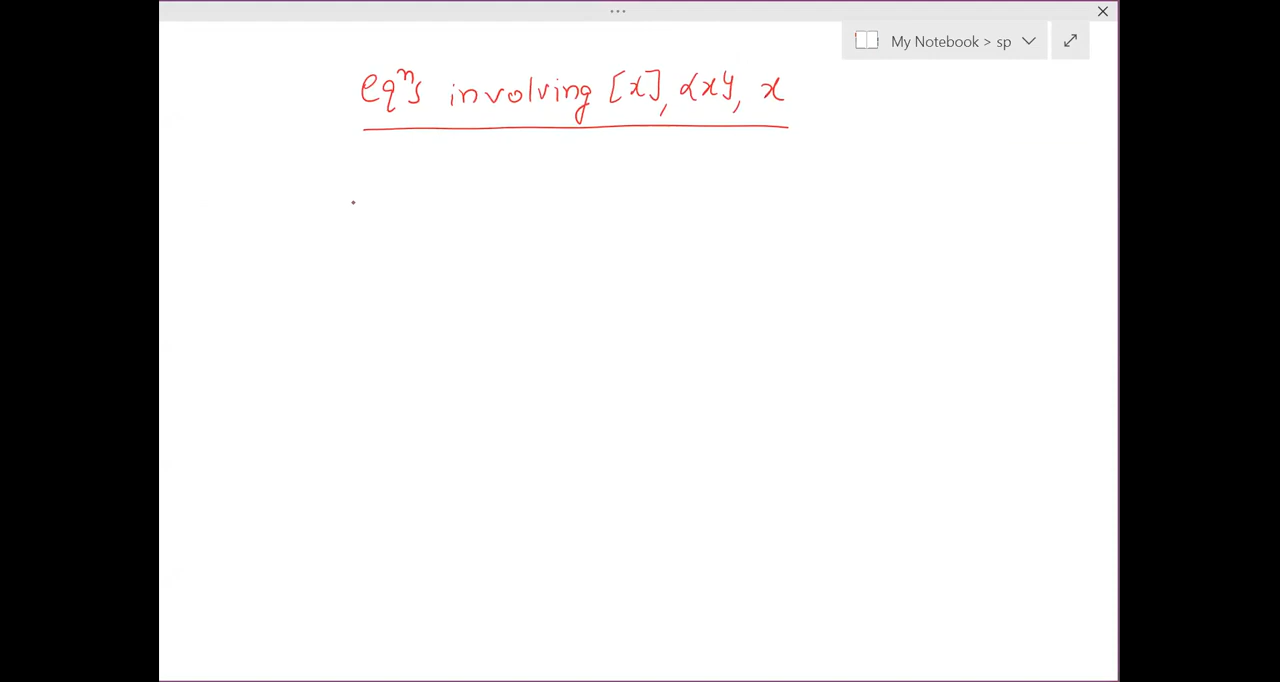 My Notebook > sp
eqⁿs involving [x], {x}, x